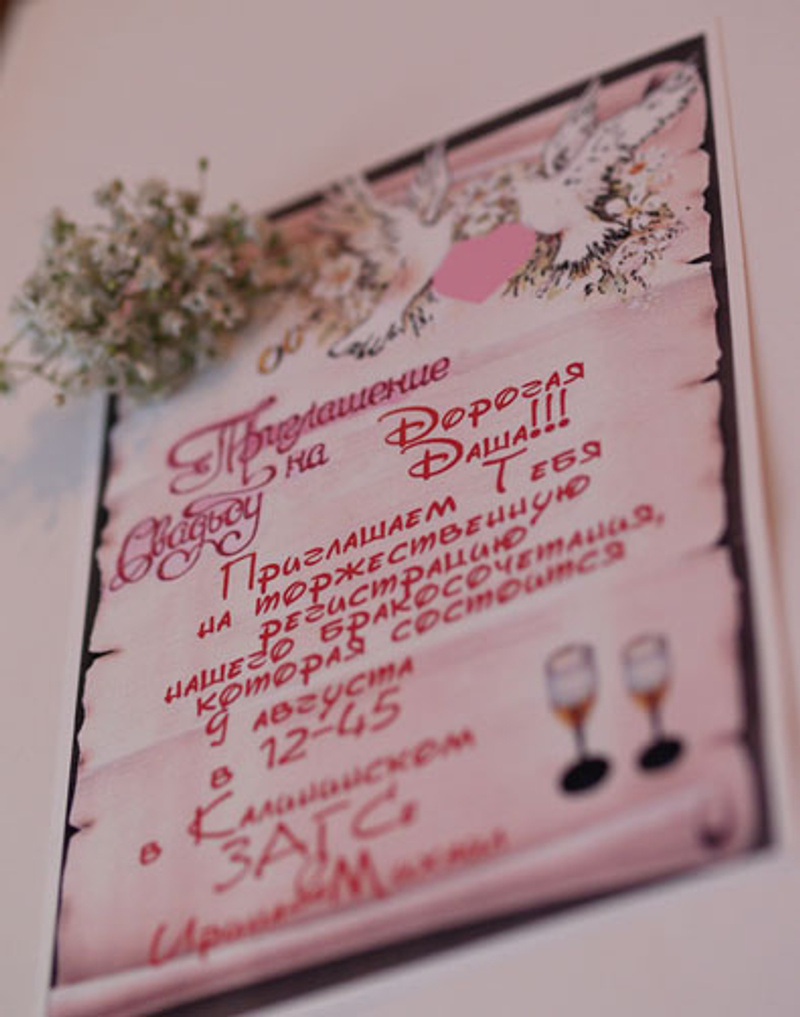 Приглашение
на
Свадьбу
Дорогая
Даша!!!
Приглашаем Тебя
на торжественную
регистрацию
нашего бракосочетания,
которая состоится
9 августа
в 12-45
в Калининском
ЗАГСе